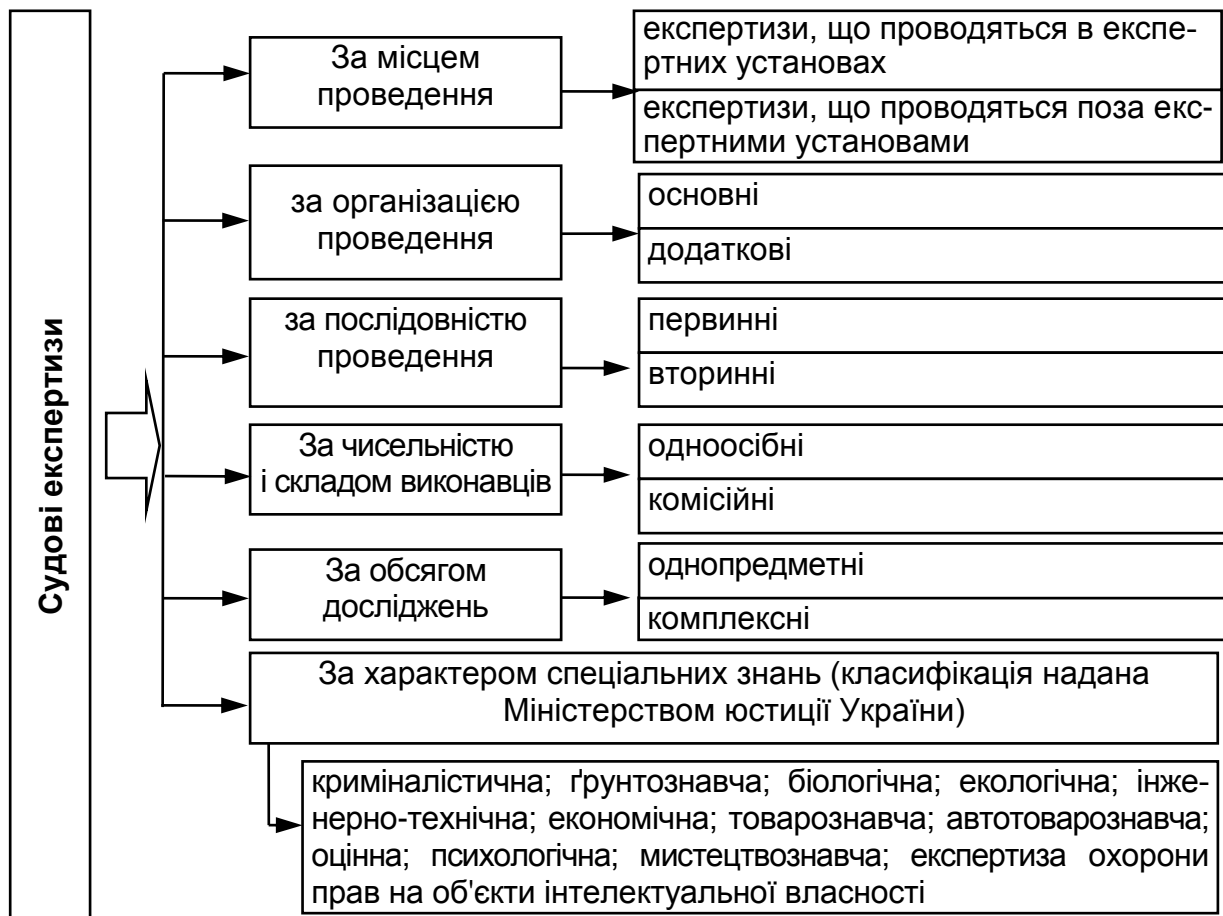 Судові експертизи
За місцем
проведення
експертизи, що проводяться в експе-
ртних установах
експертизи, що проводяться поза екс-
пертними установами
за організацією
проведення
основні
додаткові
за послідовністю
проведення
первинні
вторинні
За чисельністю
і складом виконавців
одноосібні
комісійні
За обсягом
досліджень
однопредметні
комплексні
За характером спеціальних знань (класифікація надана
Міністерством юстиції України)
криміналістична; ґрунтознавча; біологічна; екологічна; інже-
нерно-технічна; економічна; товарознавча; автотоварознавча;
оцінна; психологічна; мистецтвознавча; експертиза охорони
прав на об'єкти інтелектуальної власності